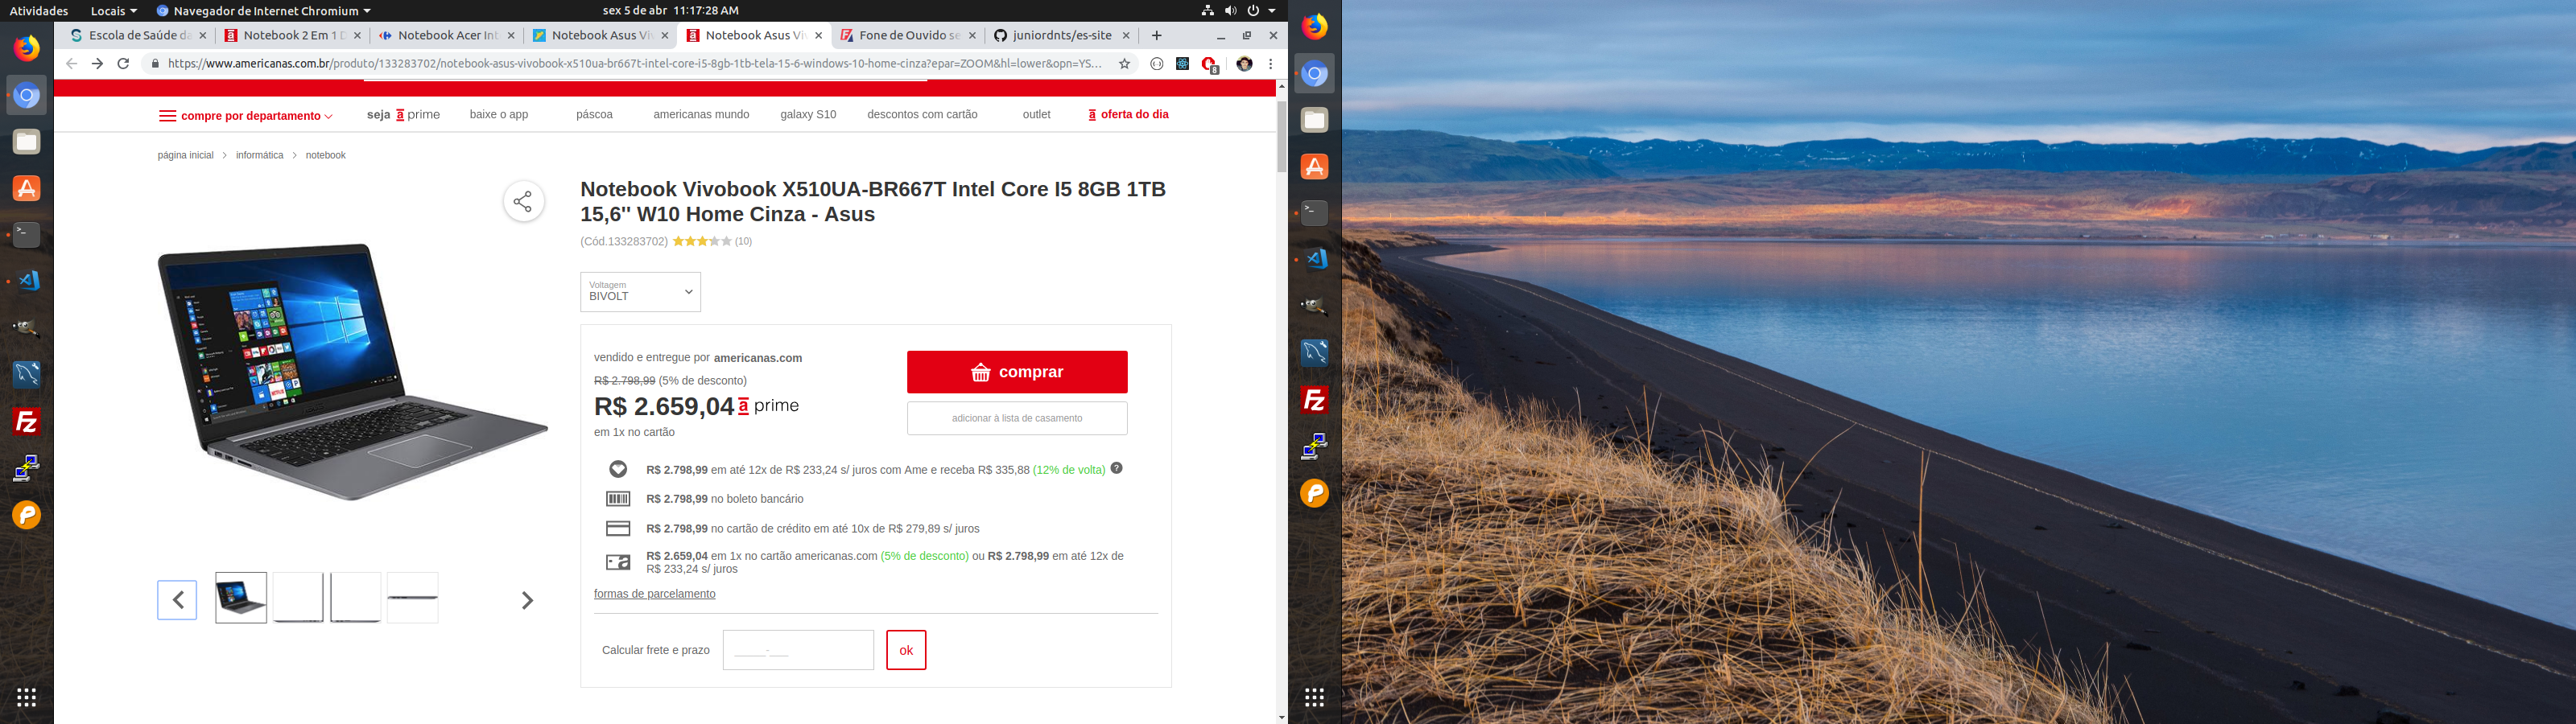 Atividades
Locais
Navegador de Internet Chromium
sex 5 de abr 11:17:28 AM
Escola de Saúde da
Notebook 2 Em 1 D
Notebook Acer Int
Notebook Asus Viv
Notebook Asus Viv
Fone de Ouvido se
juniordnts/es-site
https://www.americanas.com.br/produto/133283702/notebook-asus-vivobook-x510ua-br667t-intel-core-i5-8gb-1tb-tela-15-6-windows-10-home-cinza?epar=ZOOM&hl=lower&opn=YS...
8
compre por departamento
seja a prime
baixe o app
páscoa
americanas mundo
galaxy S10
descontos com cartão
outlet
a oferta do dia
página inicial > informática > notebook
Notebook Vivobook X510UA-BR667T Intel Core I5 8GB 1TB
15,6'' W10 Home Cinza - Asus
(Cód.133283702) (10)
Voltagem
BIVOLT
vendido e entregue por americanas.com
R$ 2.798,99 (5% de desconto)
R$ 2.659,04 a prime
em 1x no cartão
comprar
adicionar à lista de casamento
R$ 2.798,99 em até 12x de R$ 233,24 s/ juros com Ame e receba R$ 335,88 (12% de volta) ?
R$ 2.798,99 no boleto bancário
R$ 2.798,99 no cartão de crédito em até 10x de R$ 279,89 s/ juros
R$ 2.659,04 em 1x no cartão americanas.com (5% de desconto) ou R$ 2.798,99 em até 12x de
R$ 233,24 s/ juros
formas de parcelamento
Calcular frete e prazo
_____-___
ok